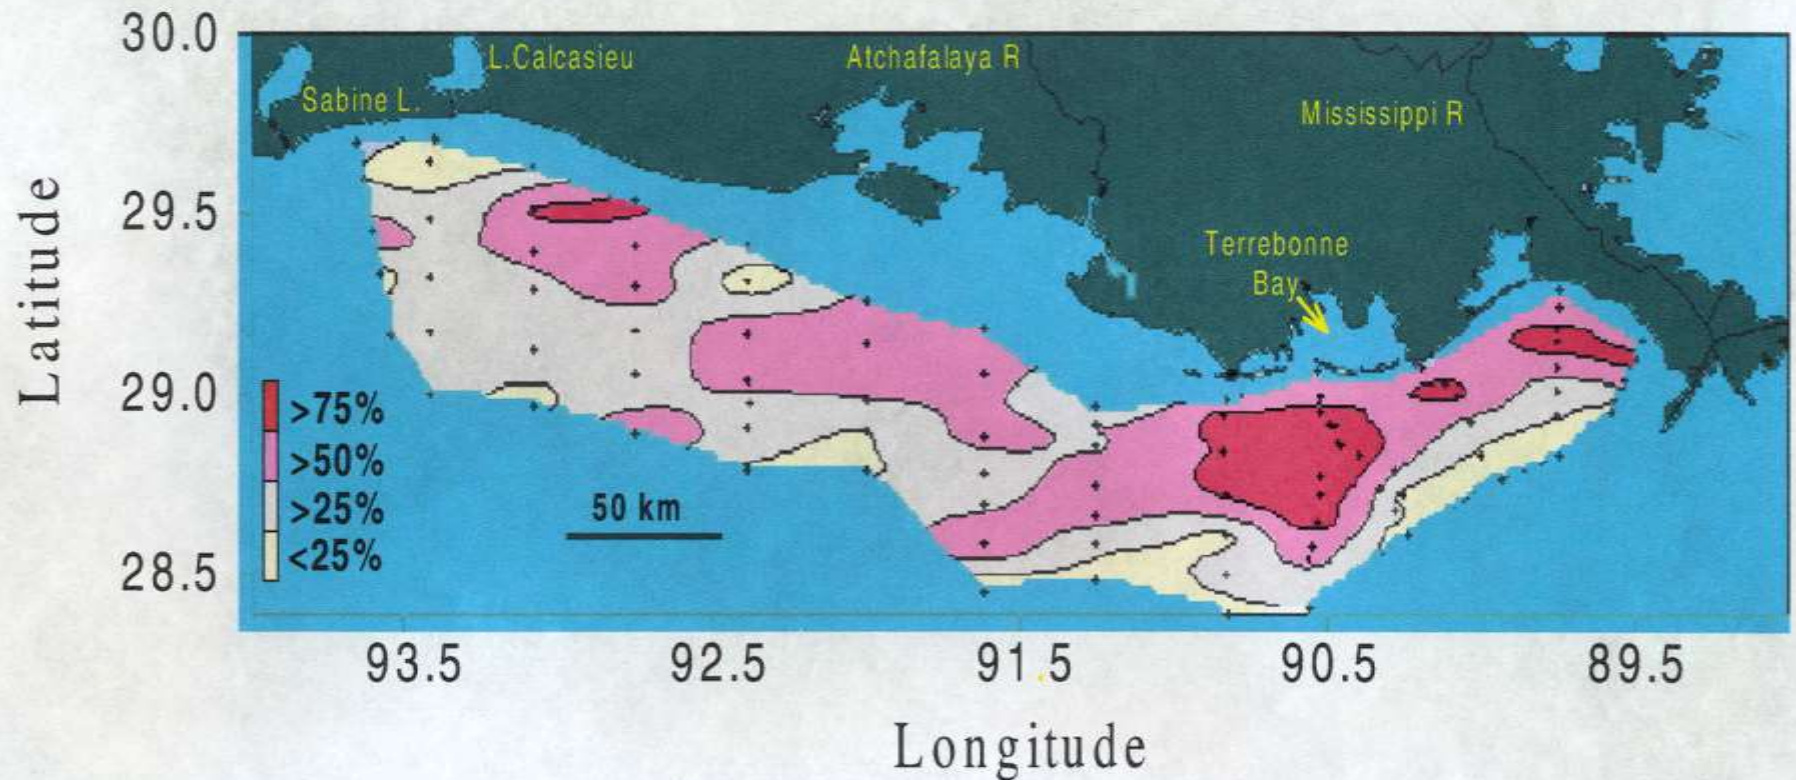 30.0
29.5
29.0
28.5
Latitude
L.Calcasieu
Atchafalaya R
Sabine L.
Mississippi R
Terrebonne
Bay
>75%
>50%
>25%
<25%
50 km
93.5
92.5
91.5
90.5
89.5
Longitude